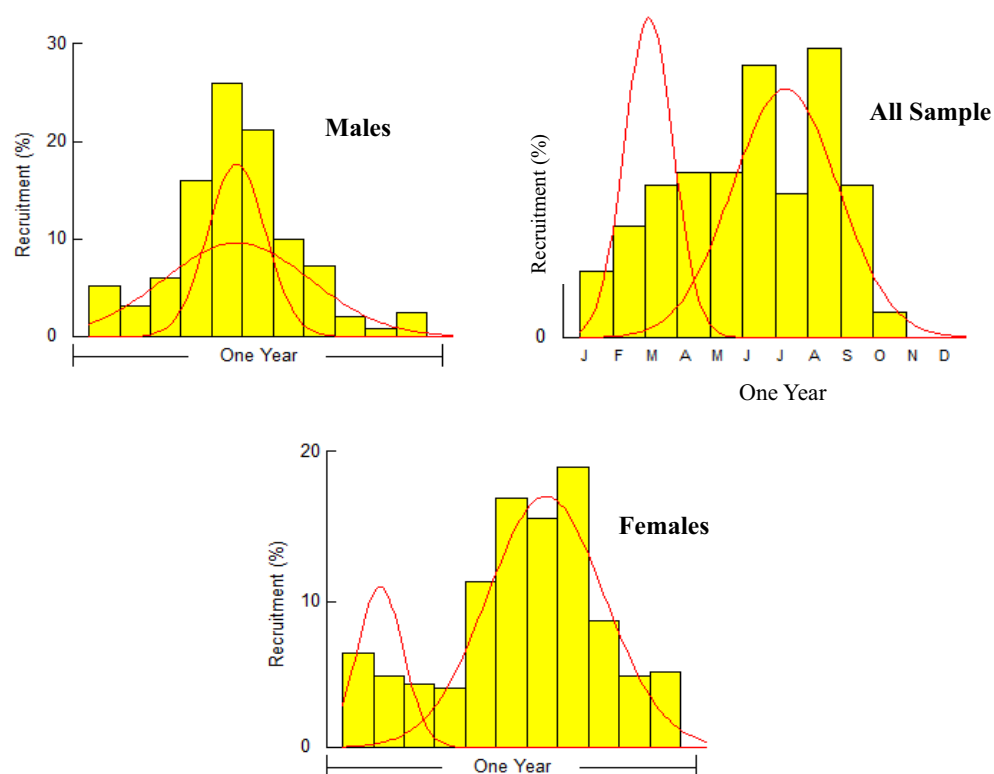 30
20
10
0
Recruitment (%)
Males
One Year
Recruitment (%)
0
All Sample
J F M A M J J A S O N D
One Year
20
10
0
Recruitment (%)
Females
One Year